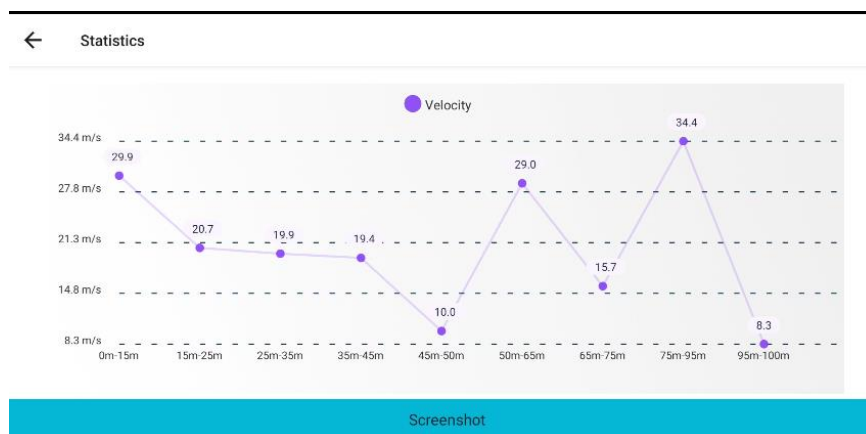 Statistics
Velocity
34.4 m/s
27.8 m/s
21.3 m/s
14.8 m/s
8.3 m/s
29.9
20.7
19.9
19.4
10.0
29.0
15.7
34.4
8.3
0m-15m
15m-25m
25m-35m
35m-45m
45m-50m
50m-65m
65m-75m
75m-95m
95m-100m
Screenshot